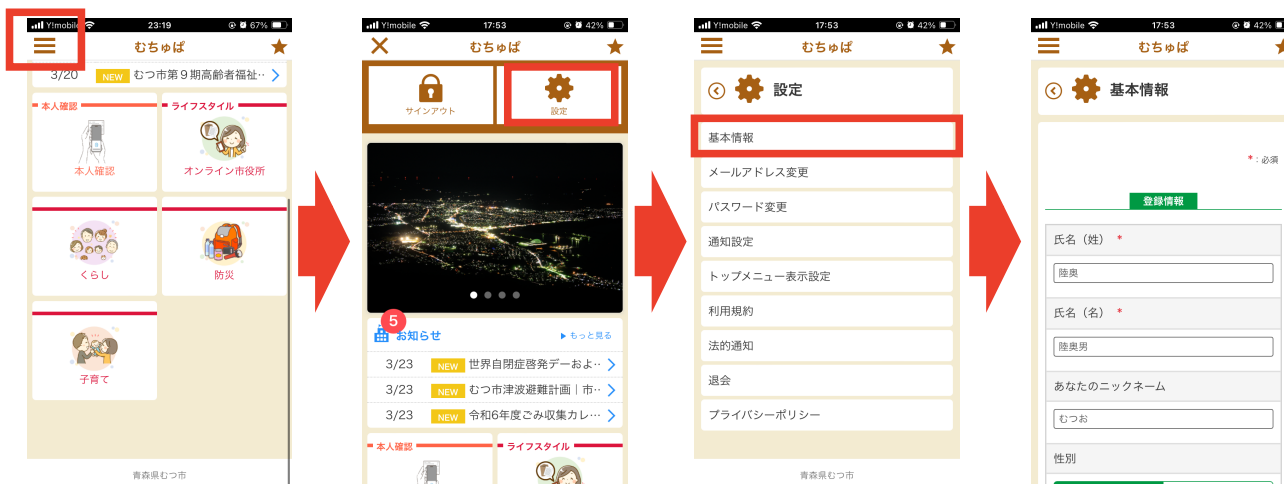 Y!mobile 23:19 67%
むちゅぱ
3/20 NEW むつ市第9期高齢者福祉‥
本人確認 ライフスタイル
本人確認 オンライン市役所
くらし 防災
子育て
青森県むつ市
Y!mobile 17:53 42%
むちゅぱ
サインアウト 設定
5
お知らせ もっと見る
3/23 NEW 世界自閉症啓発デーおよ‥
3/23 NEW むつ市津波避難計画｜市‥
3/23 NEW 令和6年度ごみ収集カレ…
本人確認 ライフスタイル
Y!mobile 17:53 42%
むちゅぱ
設定
基本情報
メールアドレス変更
パスワード変更
通知設定
トップメニュー表示設定
利用規約
法的通知
退会
プライバシーポリシー
青森県むつ市
Y!mobile 17:53 42%
むちゅぱ
基本情報
*：必須
登録情報
氏名（姓） *
陸奥
氏名（名） *
陸奥男
あなたのニックネーム
むつお
性別